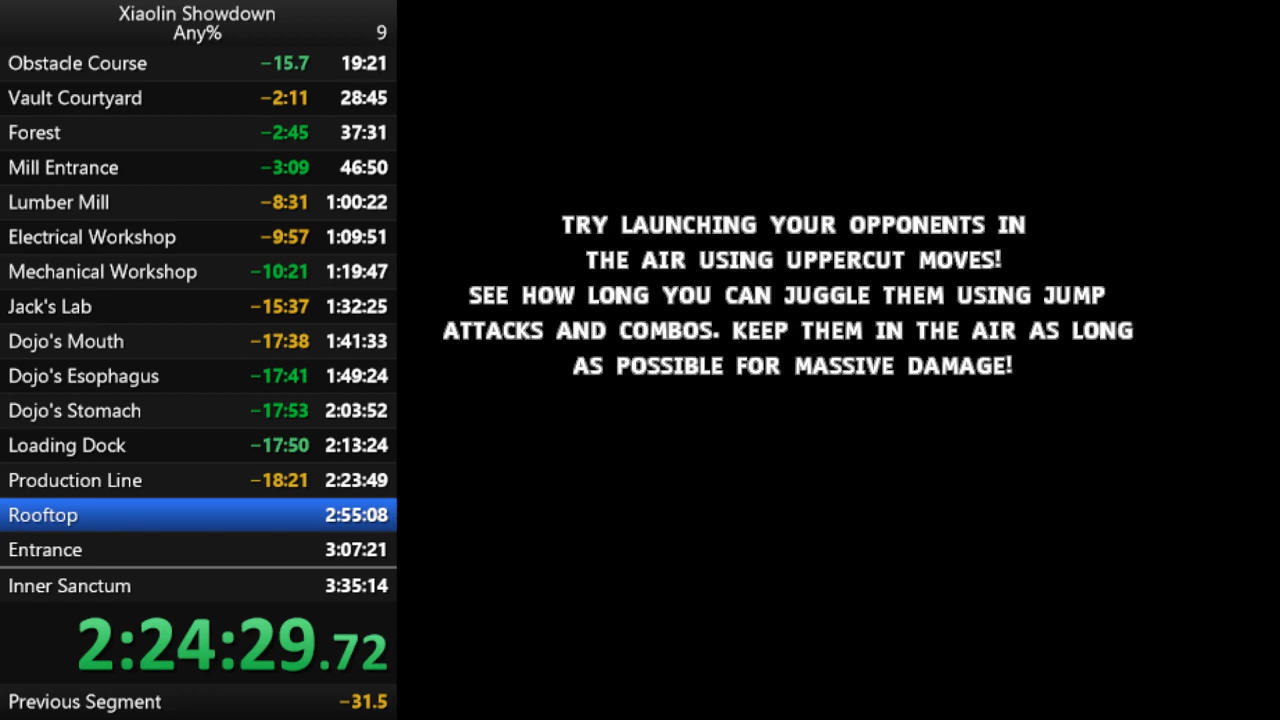 Xiaolin Showdown
Any% 9
Obstacle Course −15.7 19:21
Vault Courtyard −2:11 28:45
Forest −2:45 37:31
Mill Entrance −3:09 46:50
Lumber Mill −8:31 1:00:22
Electrical Workshop −9:57 1:09:51
Mechanical Workshop −10:21 1:19:47
Jack's Lab −15:37 1:32:25
Dojo's Mouth −17:38 1:41:33
Dojo's Esophagus −17:41 1:49:24
Dojo's Stomach −17:53 2:03:52
Loading Dock −17:50 2:13:24
Production Line −18:21 2:23:49
Rooftop 2:55:08
Entrance 3:07:21
Inner Sanctum 3:35:14
2:24:29.72
Previous Segment −31.5
TRY LAUNCHING YOUR OPPONENTS IN
THE AIR USING UPPERCUT MOVES!
SEE HOW LONG YOU CAN JUGGLE THEM USING JUMP
ATTACKS AND COMBOS. KEEP THEM IN THE AIR AS LONG
AS POSSIBLE FOR MASSIVE DAMAGE!